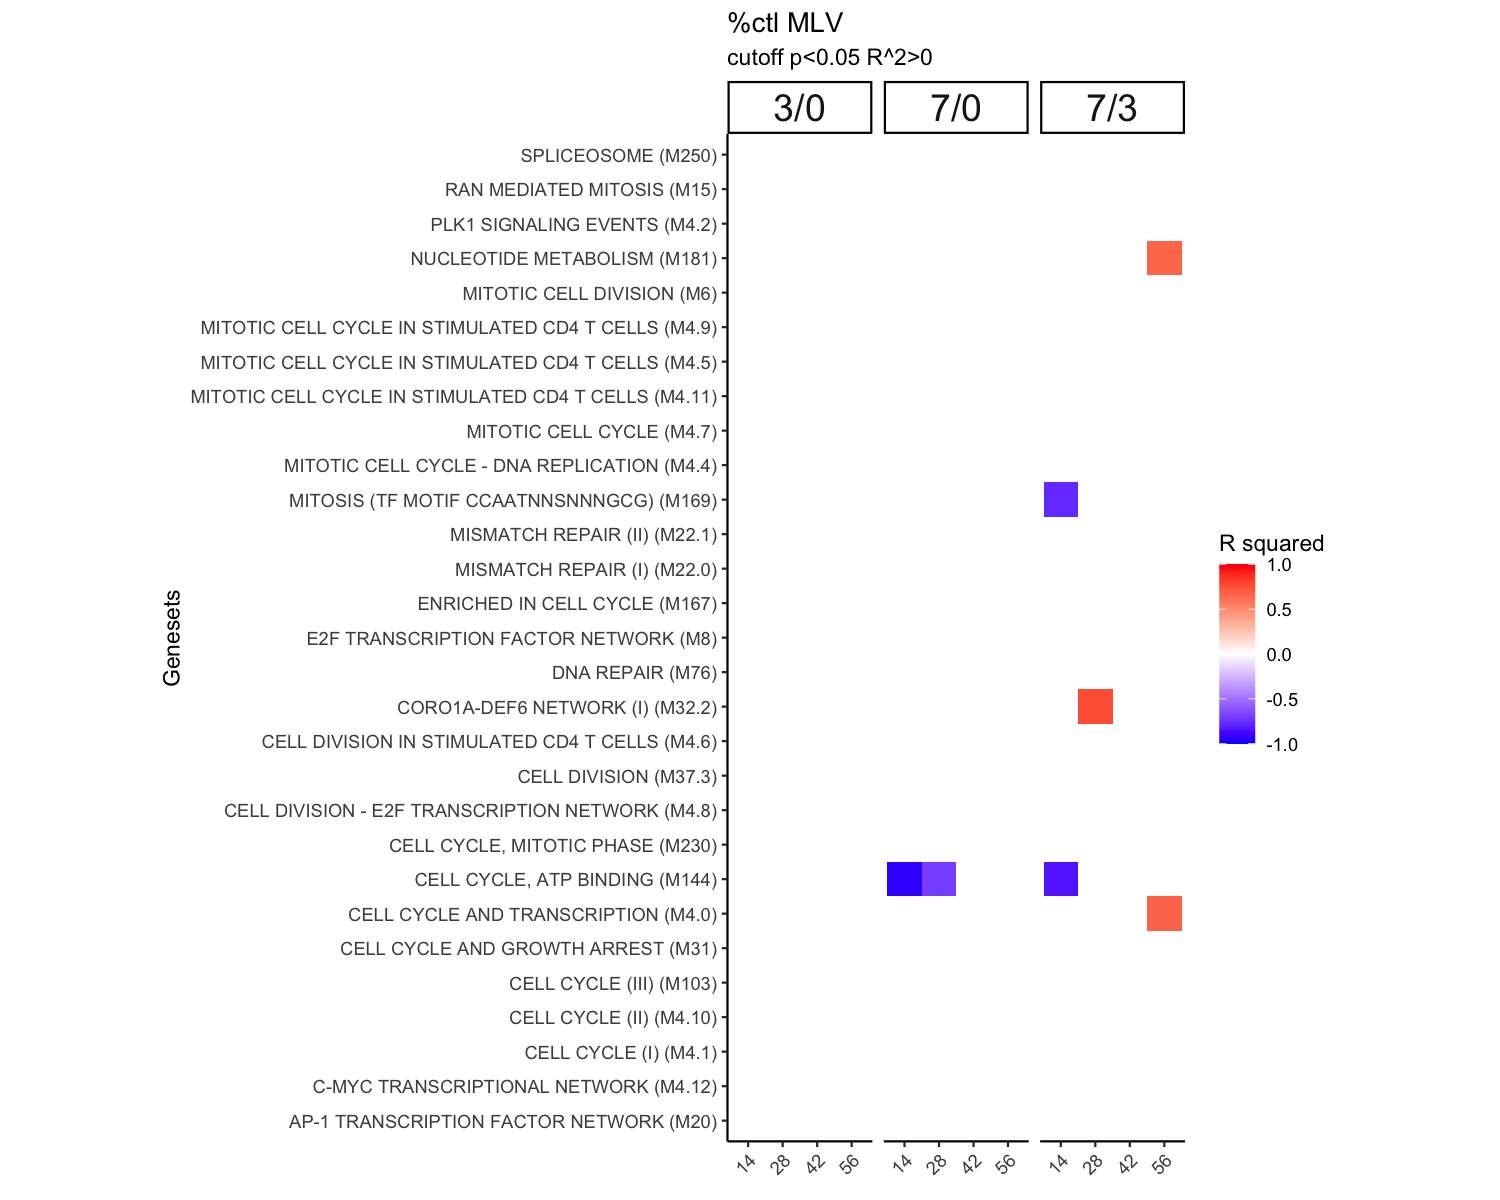 %ctl MLV
cutoff p<0.05 R^2>0
3/0 7/0 7/3
SPLICEOSOME (M250)
RAN MEDIATED MITOSIS (M15)
PLK1 SIGNALING EVENTS (M4.2)
NUCLEOTIDE METABOLISM (M181)
MITOTIC CELL DIVISION (M6)
MITOTIC CELL CYCLE IN STIMULATED CD4 T CELLS (M4.9)
MITOTIC CELL CYCLE IN STIMULATED CD4 T CELLS (M4.5)
MITOTIC CELL CYCLE IN STIMULATED CD4 T CELLS (M4.11)
MITOTIC CELL CYCLE (M4.7)
MITOTIC CELL CYCLE - DNA REPLICATION (M4.4)
MITOSIS (TF MOTIF CCAATNNSNNNGCG) (M169)
MISMATCH REPAIR (II) (M22.1)
MISMATCH REPAIR (I) (M22.0)
ENRICHED IN CELL CYCLE (M167)
E2F TRANSCRIPTION FACTOR NETWORK (M8)
DNA REPAIR (M76)
CORO1A-DEF6 NETWORK (I) (M32.2)
CELL DIVISION IN STIMULATED CD4 T CELLS (M4.6)
CELL DIVISION (M37.3)
CELL DIVISION - E2F TRANSCRIPTION NETWORK (M4.8)
CELL CYCLE, MITOTIC PHASE (M230)
CELL CYCLE, ATP BINDING (M144)
CELL CYCLE AND TRANSCRIPTION (M4.0)
CELL CYCLE AND GROWTH ARREST (M31)
CELL CYCLE (III) (M103)
CELL CYCLE (II) (M4.10)
CELL CYCLE (I) (M4.1)
C-MYC TRANSCRIPTIONAL NETWORK (M4.12)
AP-1 TRANSCRIPTION FACTOR NETWORK (M20)
Genesets
14 28 42 56 14 28 42 56 14 28 42 56
R squared
1.0
0.5
0.0
-0.5
-1.0